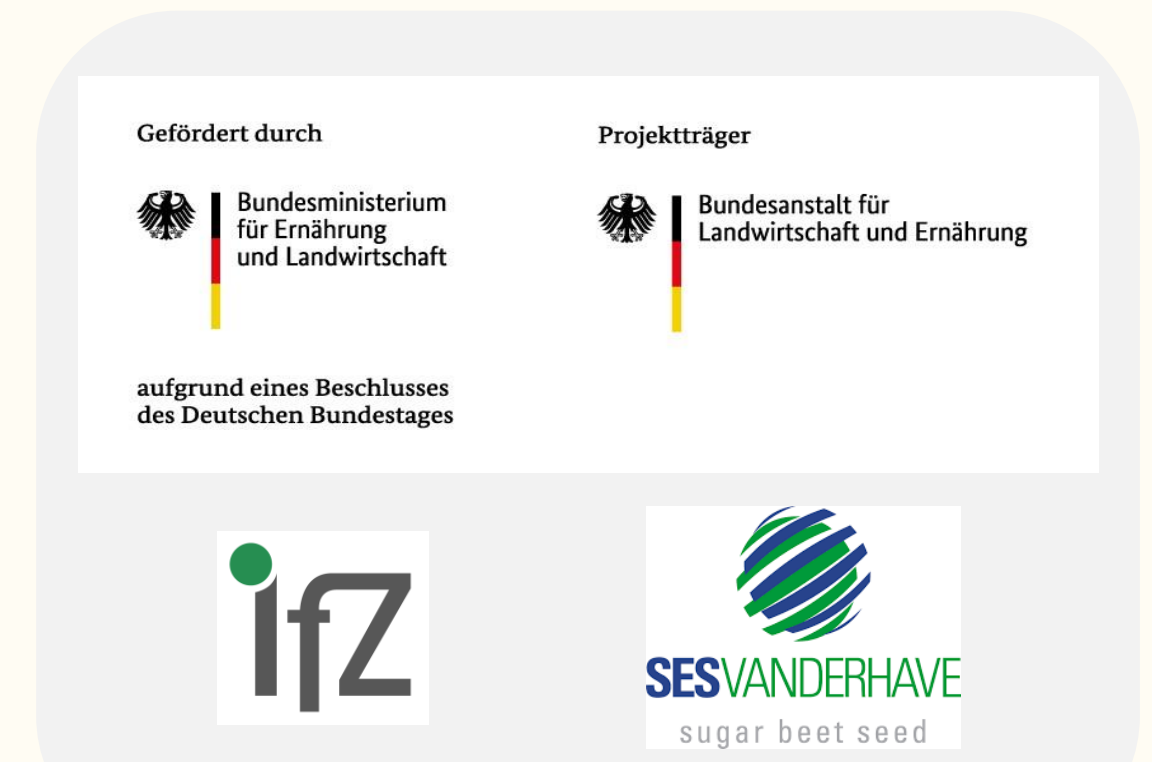 Gefördert durch
Bundesministerium
für Ernährung
und Landwirtschaft
aufgrund eines Beschlusses
des Deutschen Bundestages
Projektträger
Bundesanstalt für
Landwirtschaft und Ernährung
ifZ
SESVANDERHAVE
sugar beet seed